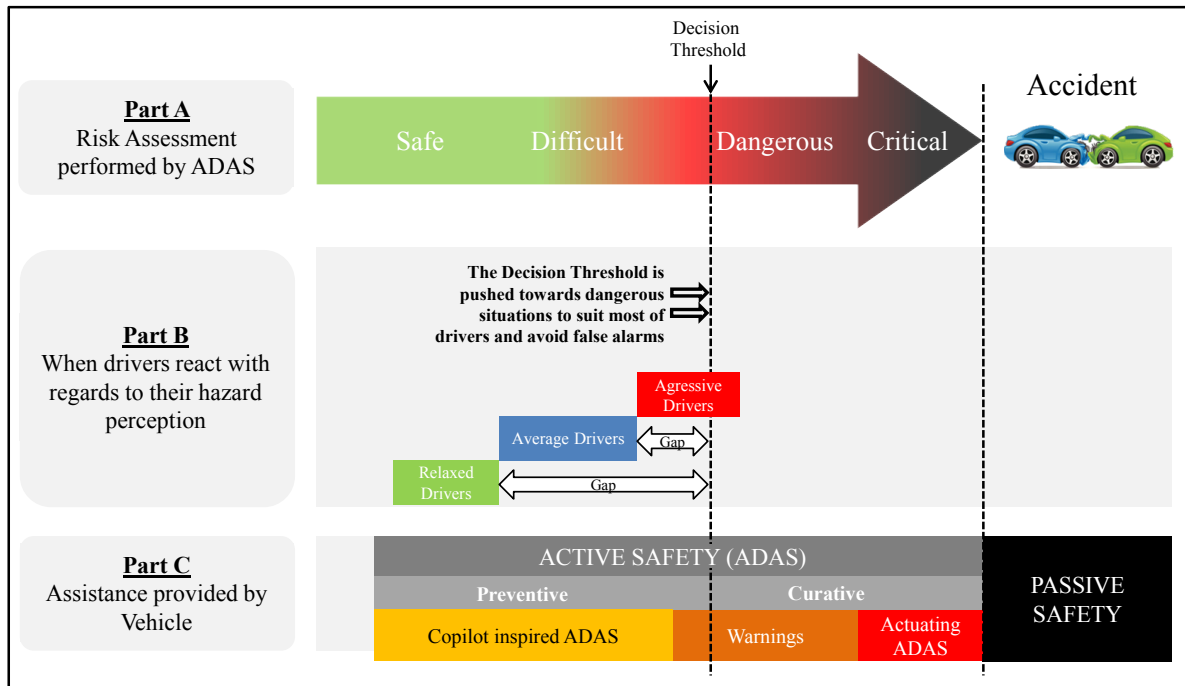 Decision
Threshold
Part A
Risk Assessment
performed by ADAS
Safe
Difficult
Dangerous
Critical
Accident
Part B
When drivers react with
regards to their hazard
perception
The Decision Threshold is
pushed towards dangerous
situations to suit most of
drivers and avoid false alarms
Agressive
Drivers
Average Drivers
Gap
Relaxed
Drivers
Gap
Part C
Assistance provided by
Vehicle
ACTIVE SAFETY (ADAS)
Preventive
Curative
Copilot inspired ADAS
Warnings
Actuating
ADAS
PASSIVE
SAFETY